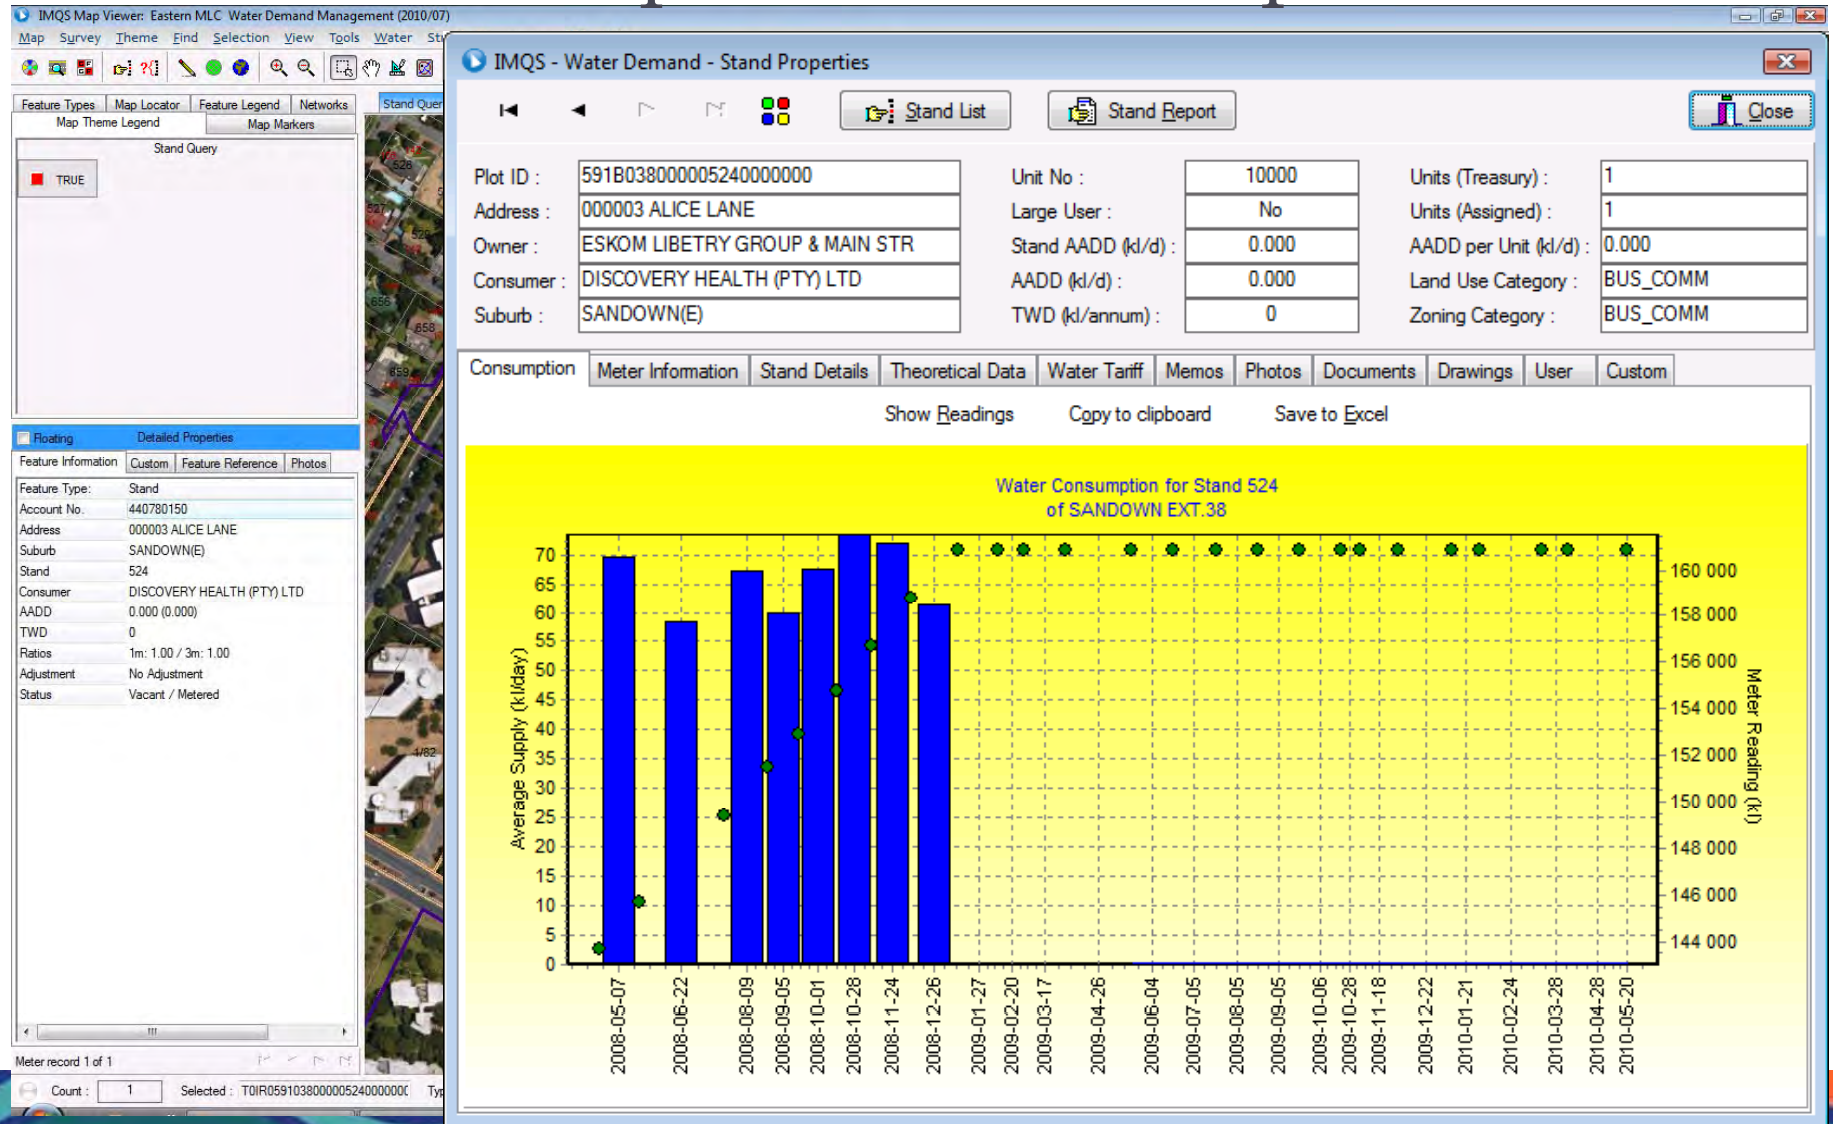 IMQS Map Viewer: Eastern MLC Water Demand Management (2010/07)
Map Survey Theme Find Selection View Tools Water
Feature Types Map Locator Feature Legend Networks
Map Theme Legend Map Markers
Stand Query
TRUE
Floating Detailed Properties
Feature Information Custom Feature Reference Photos
Feature Type: Stand
Account No. 440780150
Address 000003 ALICE LANE
Suburb SANDOWN(E)
Stand 524
Consumer DISCOVERY HEALTH (PTY) LTD
AADD 0.000 (0.000)
TWD 0
Ratios 1m: 1.00 / 3m: 1.00
Adjustment No Adjustment
Status Vacant / Metered
Meter record 1 of 1
Count : 1 Selected :
Stand Quer
526
527
656
658
659
1/82
IMQS - Water Demand - Stand Properties
Stand List Stand Report Close
Plot ID : 591B038000005240000000 Unit No : 10000 Units (Treasury) : 1
Address : 000003 ALICE LANE Large User : No Units (Assigned) : 1
Owner : ESKOM LIBETRY GROUP & MAIN STR Stand AADD (kl/d) : 0.000 AADD per Unit (kl/d) : 0.000
Consumer : DISCOVERY HEALTH (PTY) LTD AADD (kl/d) : 0.000 Land Use Category : BUS_COMM
Suburb : SANDOWN(E) TWD (kl/annum) : 0 Zoning Category : BUS_COMM
Consumption Meter Information Stand Details Theoretical Data Water Tariff Memos Photos Documents Drawings User Custom
Show Readings Copy to clipboard Save to Excel
Water Consumption for Stand 524
of SANDOWN EXT.38
Average Supply (kl/day)
70
65
60
55
50
45
40
35
30
25
20
15
10
5
0
160 000
158 000
156 000
154 000
152 000
150 000
148 000
146 000
144 000
Meter Reading (kl)
2008-05-07
2008-06-22
2008-08-09
2008-09-05
2008-10-01
2008-10-28
2008-11-24
2008-12-26
2009-01-27
2009-02-20
2009-03-17
2009-04-26
2009-06-04
2009-07-05
2009-08-05
2009-09-05
2009-10-06
2009-10-28
2009-11-18
2009-12-22
2010-01-21
2010-02-24
2010-03-28
2010-04-28
2010-05-20